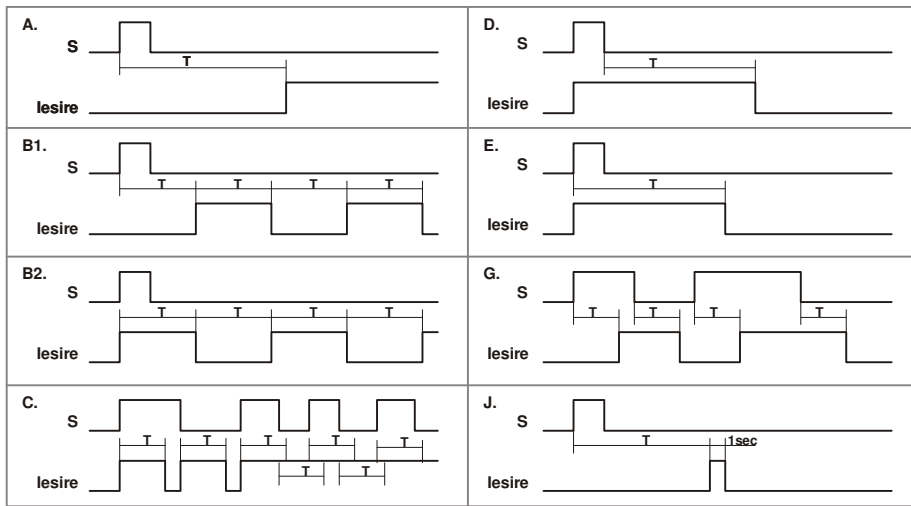 A.
S
T
Iesire
B1.
S
T T T T
Iesire
B2.
S
T T T T
Iesire
C.
S
T T T T T
T T
Iesire
D.
S
T
Iesire
E.
S
T
Iesire
G.
S
T T T T
Iesire
J.
S
T 1sec
Iesire